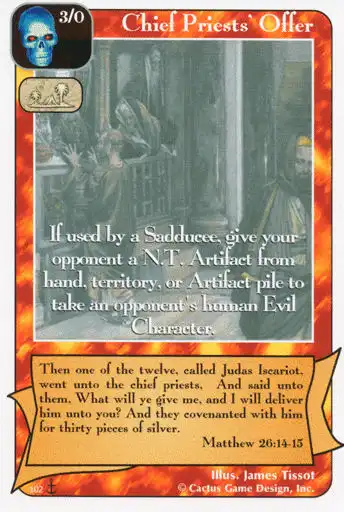 3/0
Chief Priests' Offer
If used by a Sadducee, give your
opponent a N.T. Artifact from
hand, territory, or Artifact pile to
take an opponent's human Evil
Character.
Then one of the twelve, called Judas Iscariot,
went unto the chief priests. And said unto
them, What will ye give me, and I will deliver
him unto you? And they covenanted with him
for thirty pieces of silver.
Matthew 26:14-15
Illus. James Tissot
102
© Cactus Game Design, Inc.